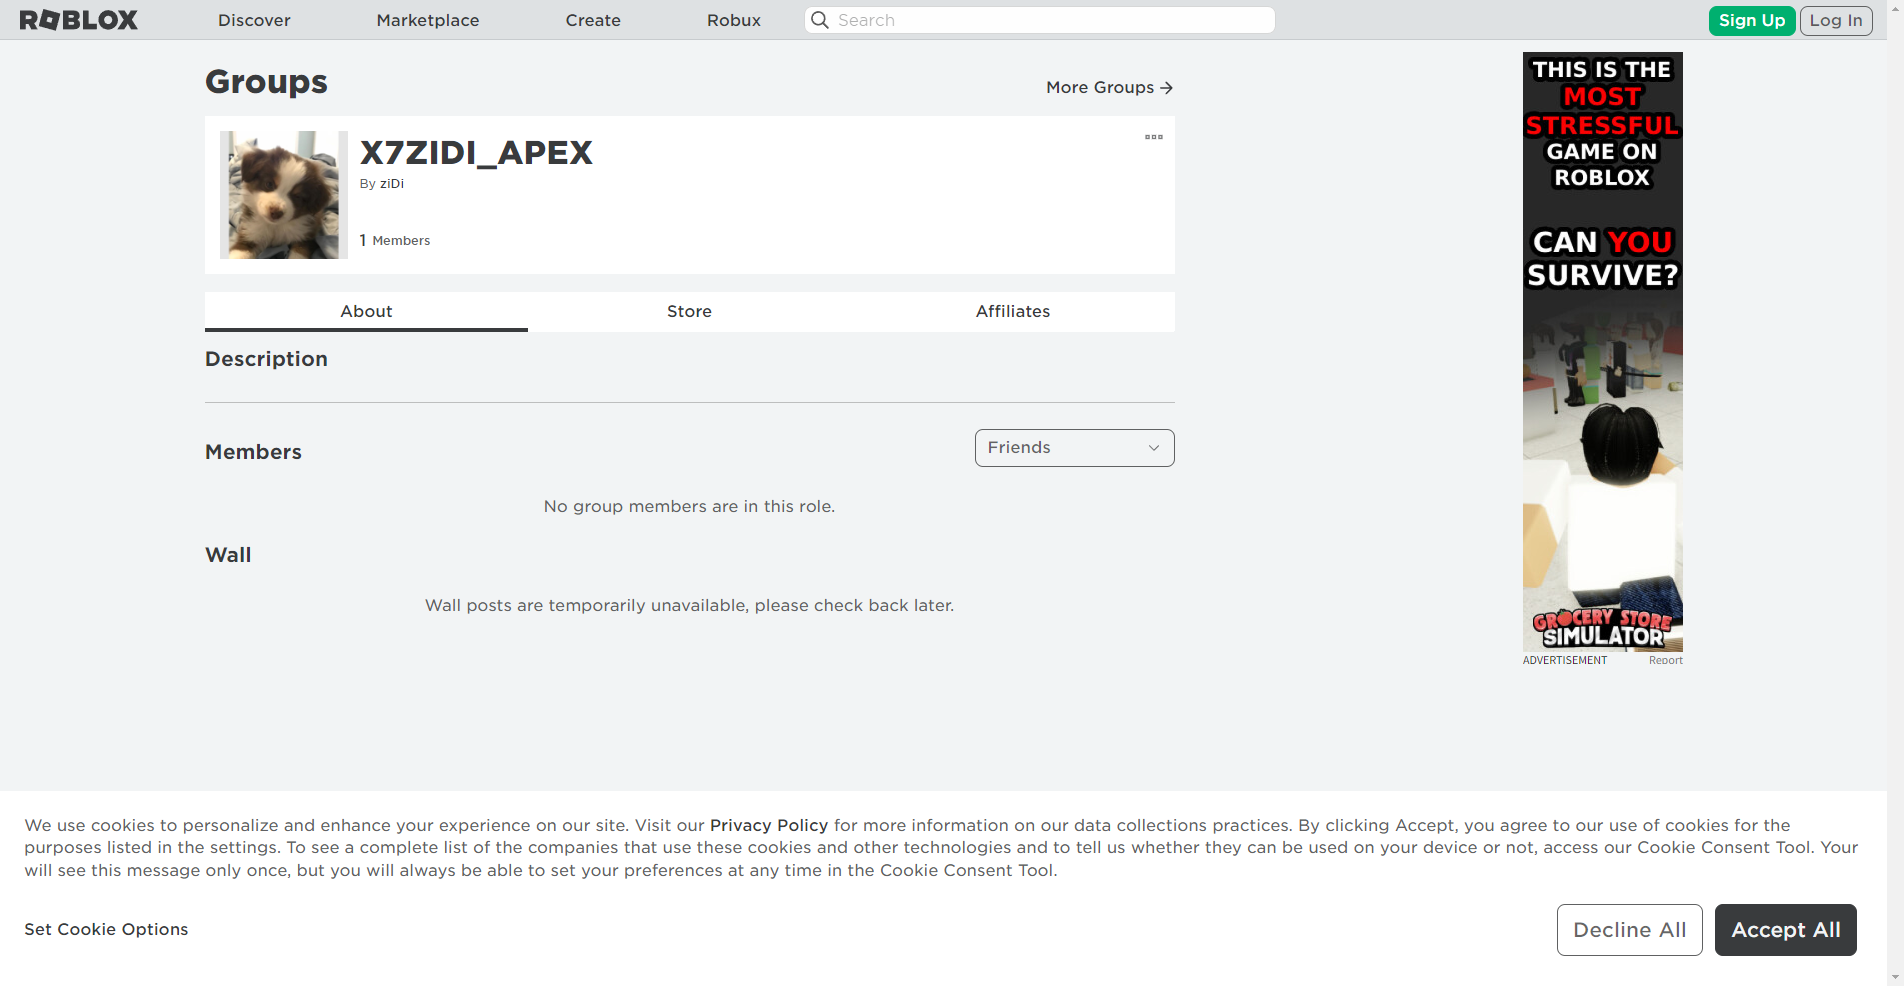 ROBLOX
Discover
Marketplace
Create
Robux
Search
Sign Up
Log In
Groups
More Groups
X7ZIDI_APEX
By ziDi
1 Members
About
Store
Affiliates
Description
Members
Friends
No group members are in this role.
Wall
Wall posts are temporarily unavailable, please check back later.
THIS IS THE
MOST
STRESSFUL
GAME ON
ROBLOX
CAN YOU
SURVIVE?
GROCERY STORE
SIMULATOR
ADVERTISEMENT
Report
We use cookies to personalize and enhance your experience on our site. Visit our Privacy Policy for more information on our data collections practices. By clicking Accept, you agree to our use of cookies for the
purposes listed in the settings. To see a complete list of the companies that use these cookies and other technologies and to tell us whether they can be used on your device or not, access our Cookie Consent Tool. Your
will see this message only once, but you will always be able to set your preferences at any time in the Cookie Consent Tool.
Set Cookie Options
Decline All
Accept All